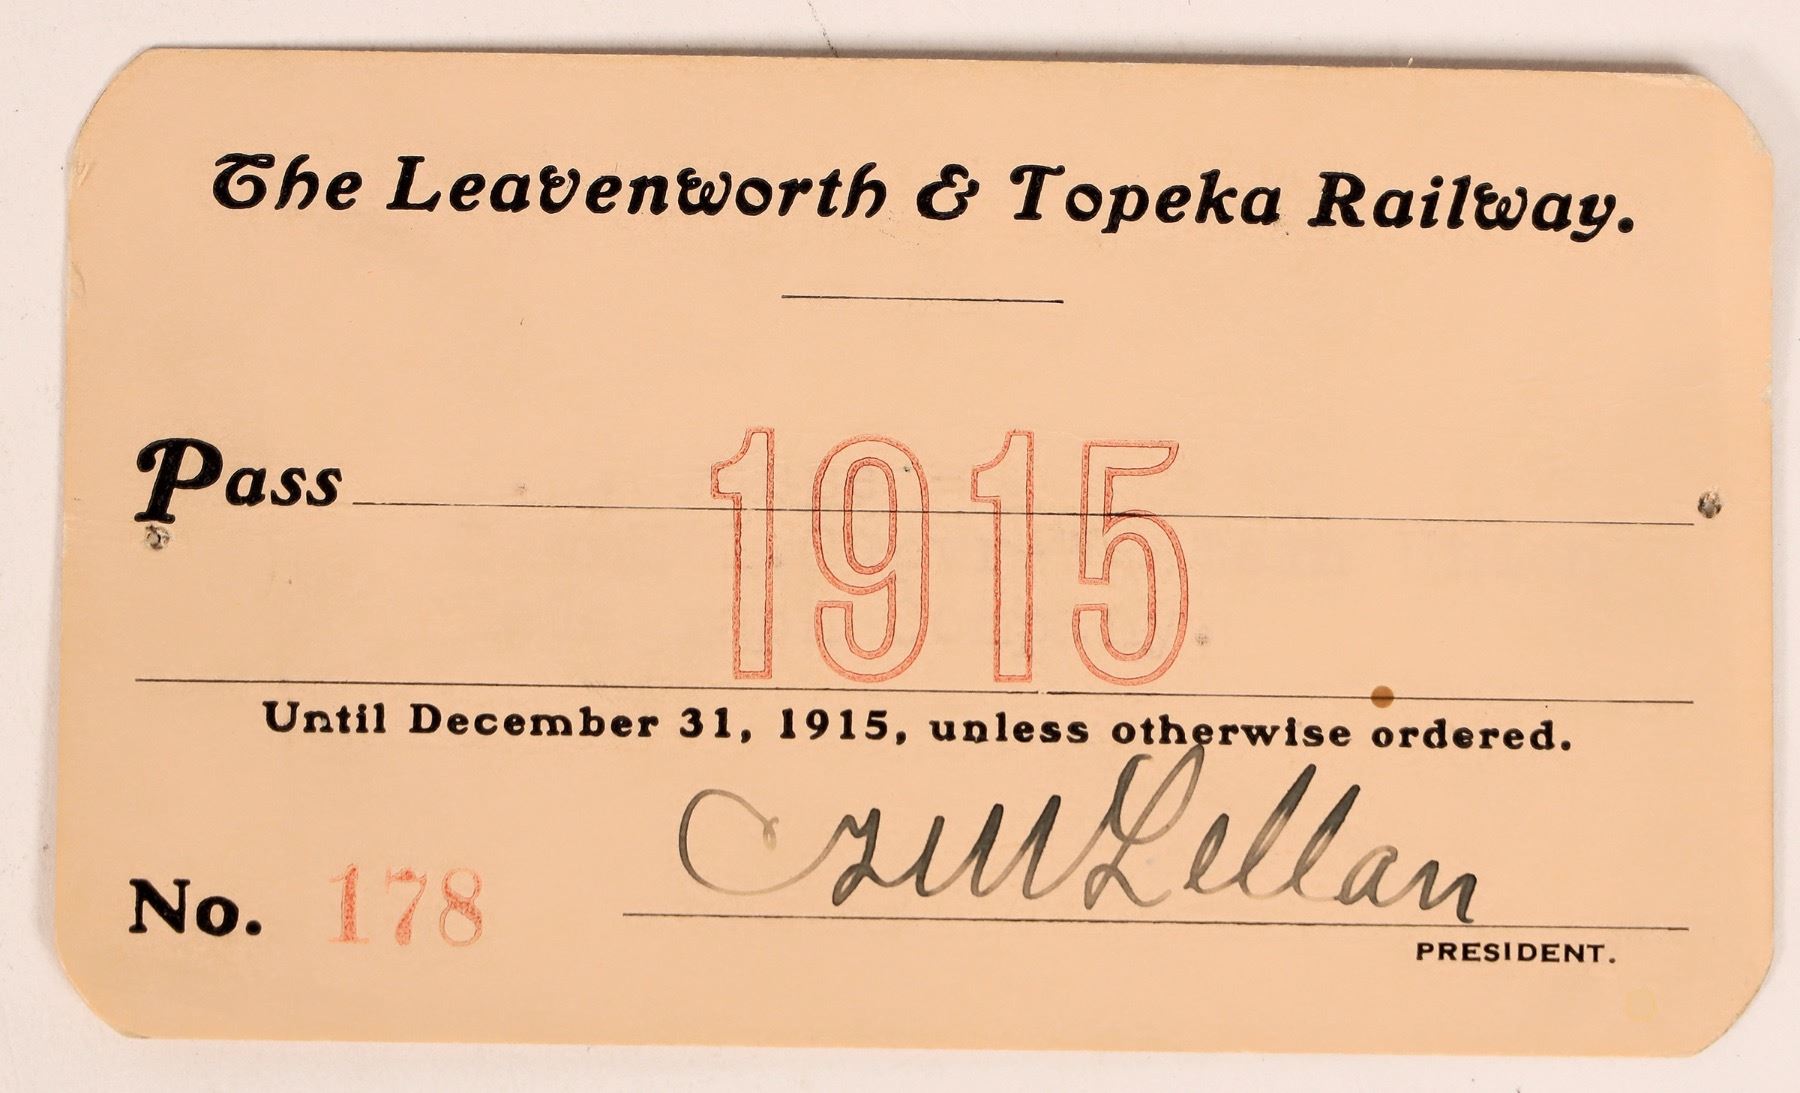 The Leavenworth & Topeka Railway.
Pass
1915
Until December 31, 1915, unless otherwise ordered.
No. 178
PRESIDENT.